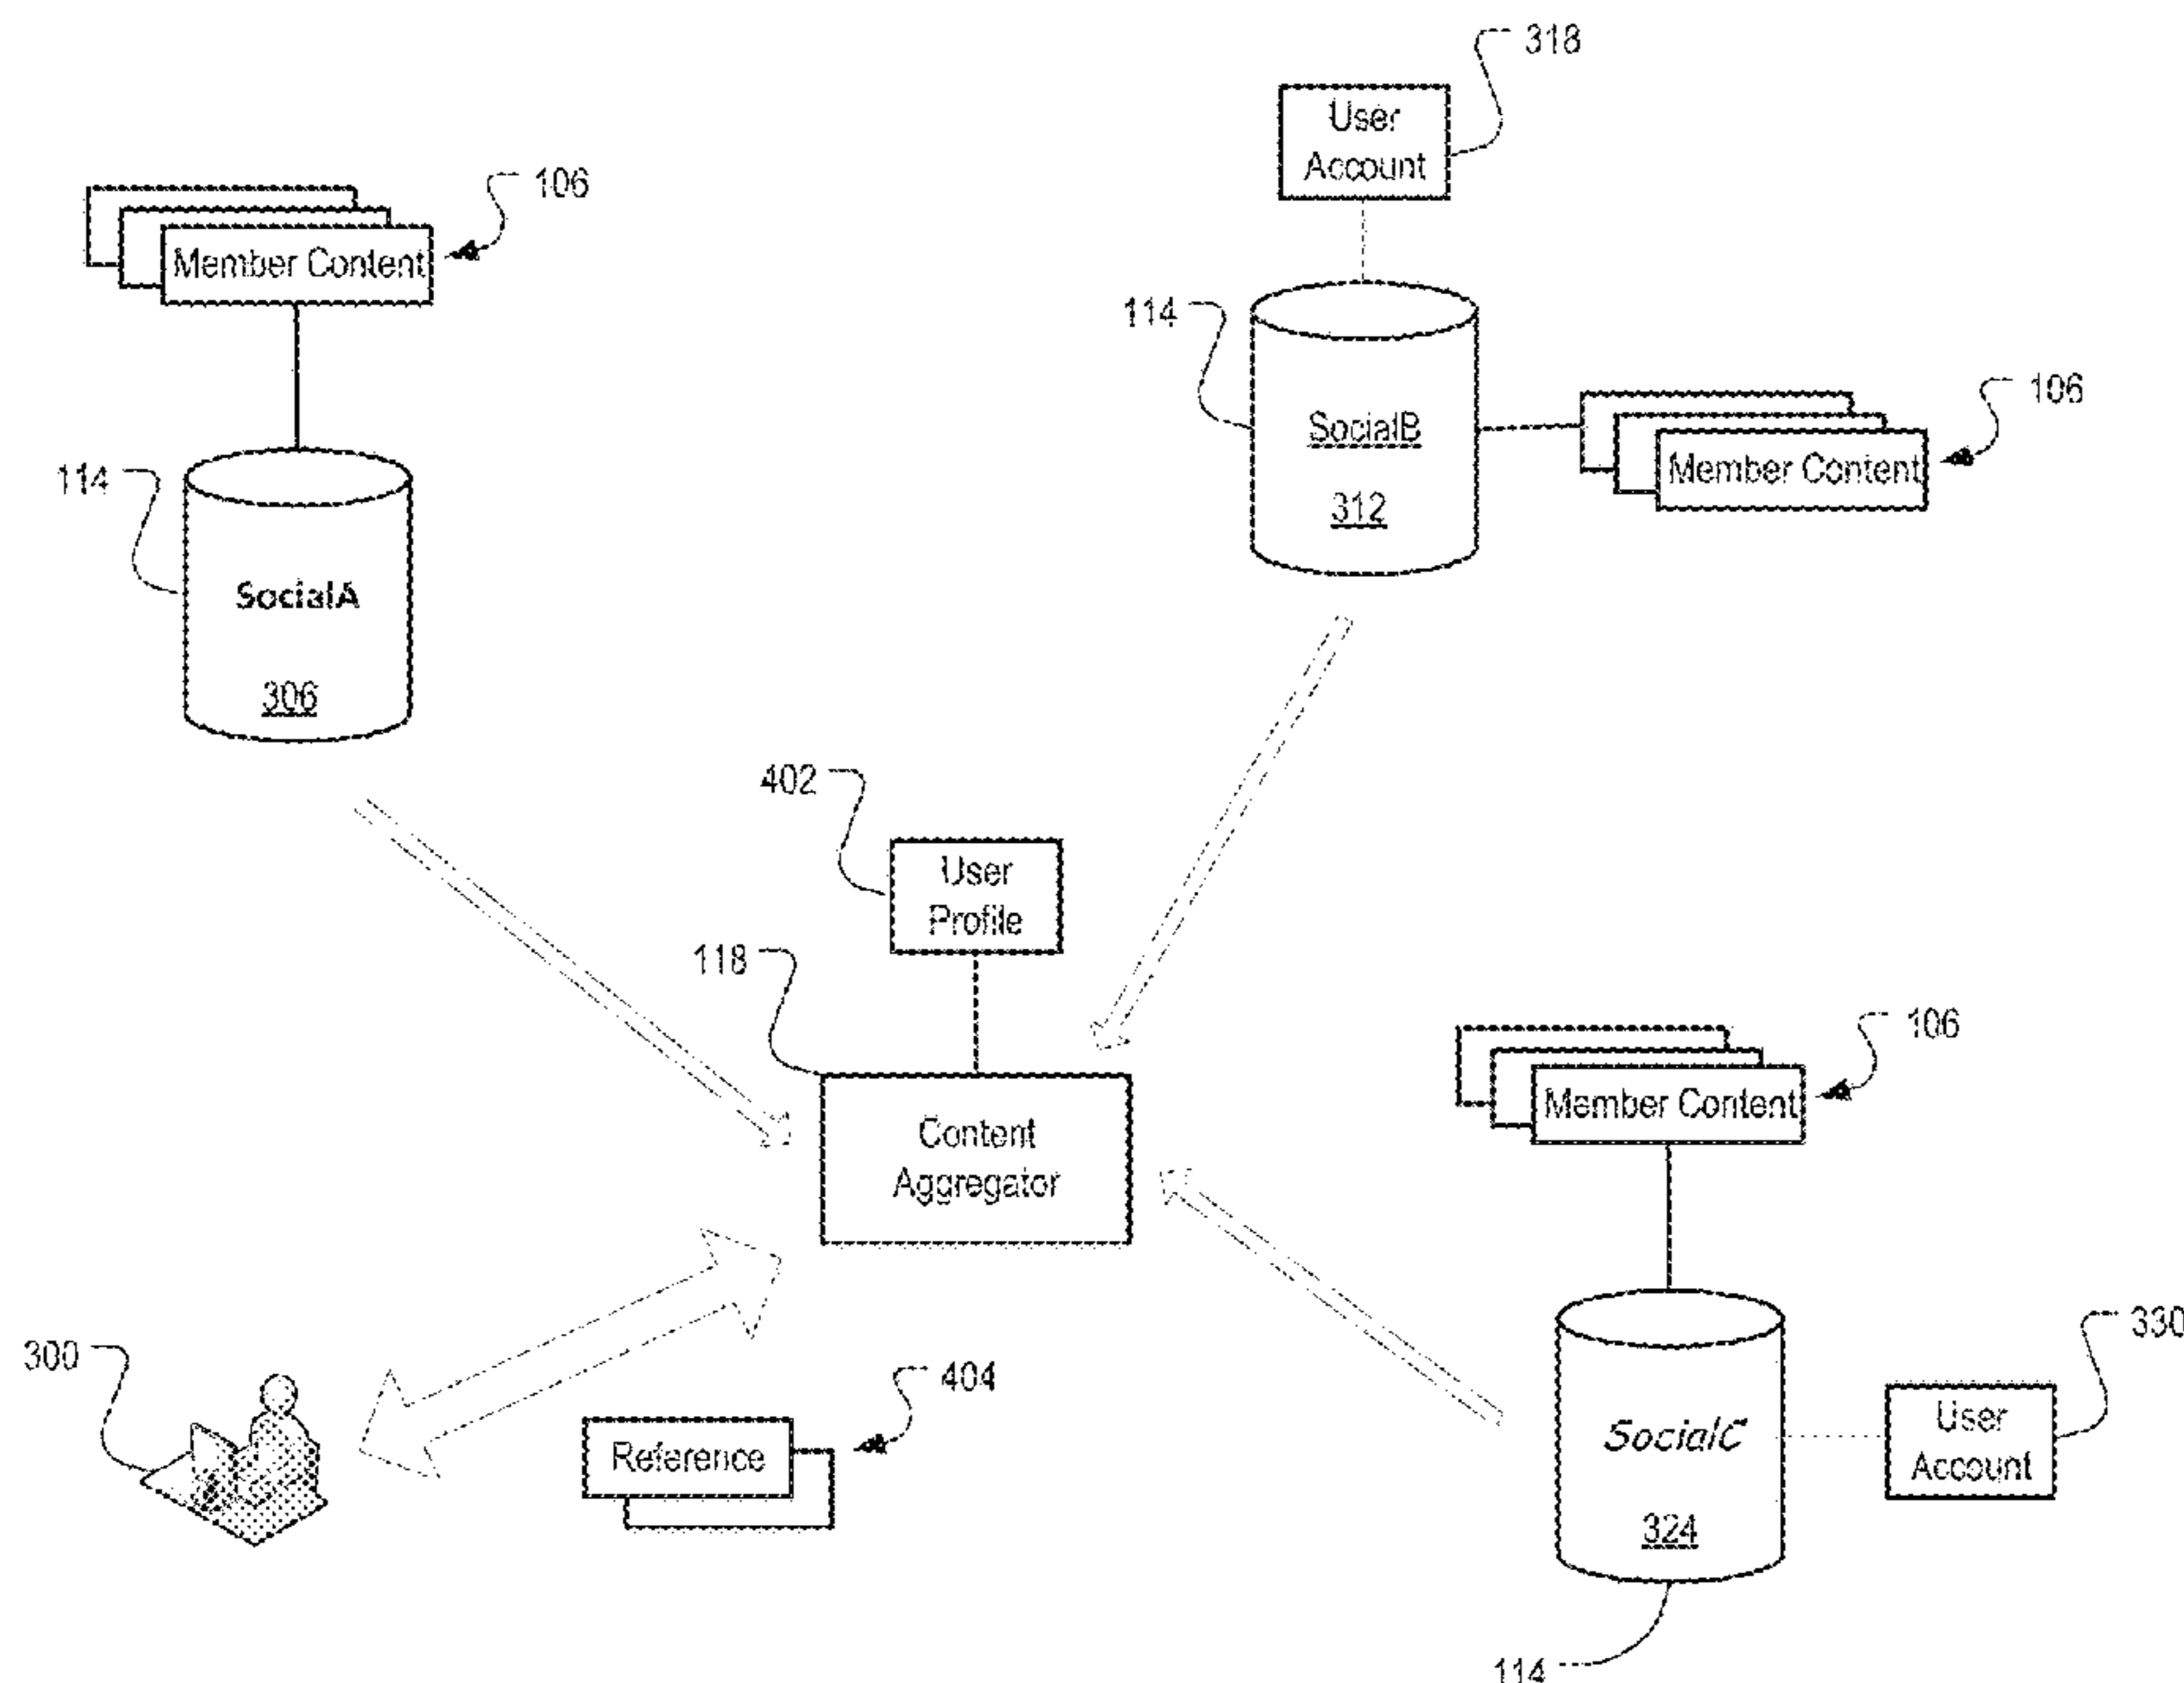 318
User
Account
106
Member Content
114
SocialB
312
106
Member Content
114
SocialA
306
402
User
Profile
118
Content
Aggregator
106
Member Content
300
404
Reference
330
User
Account
SocialC
324
114